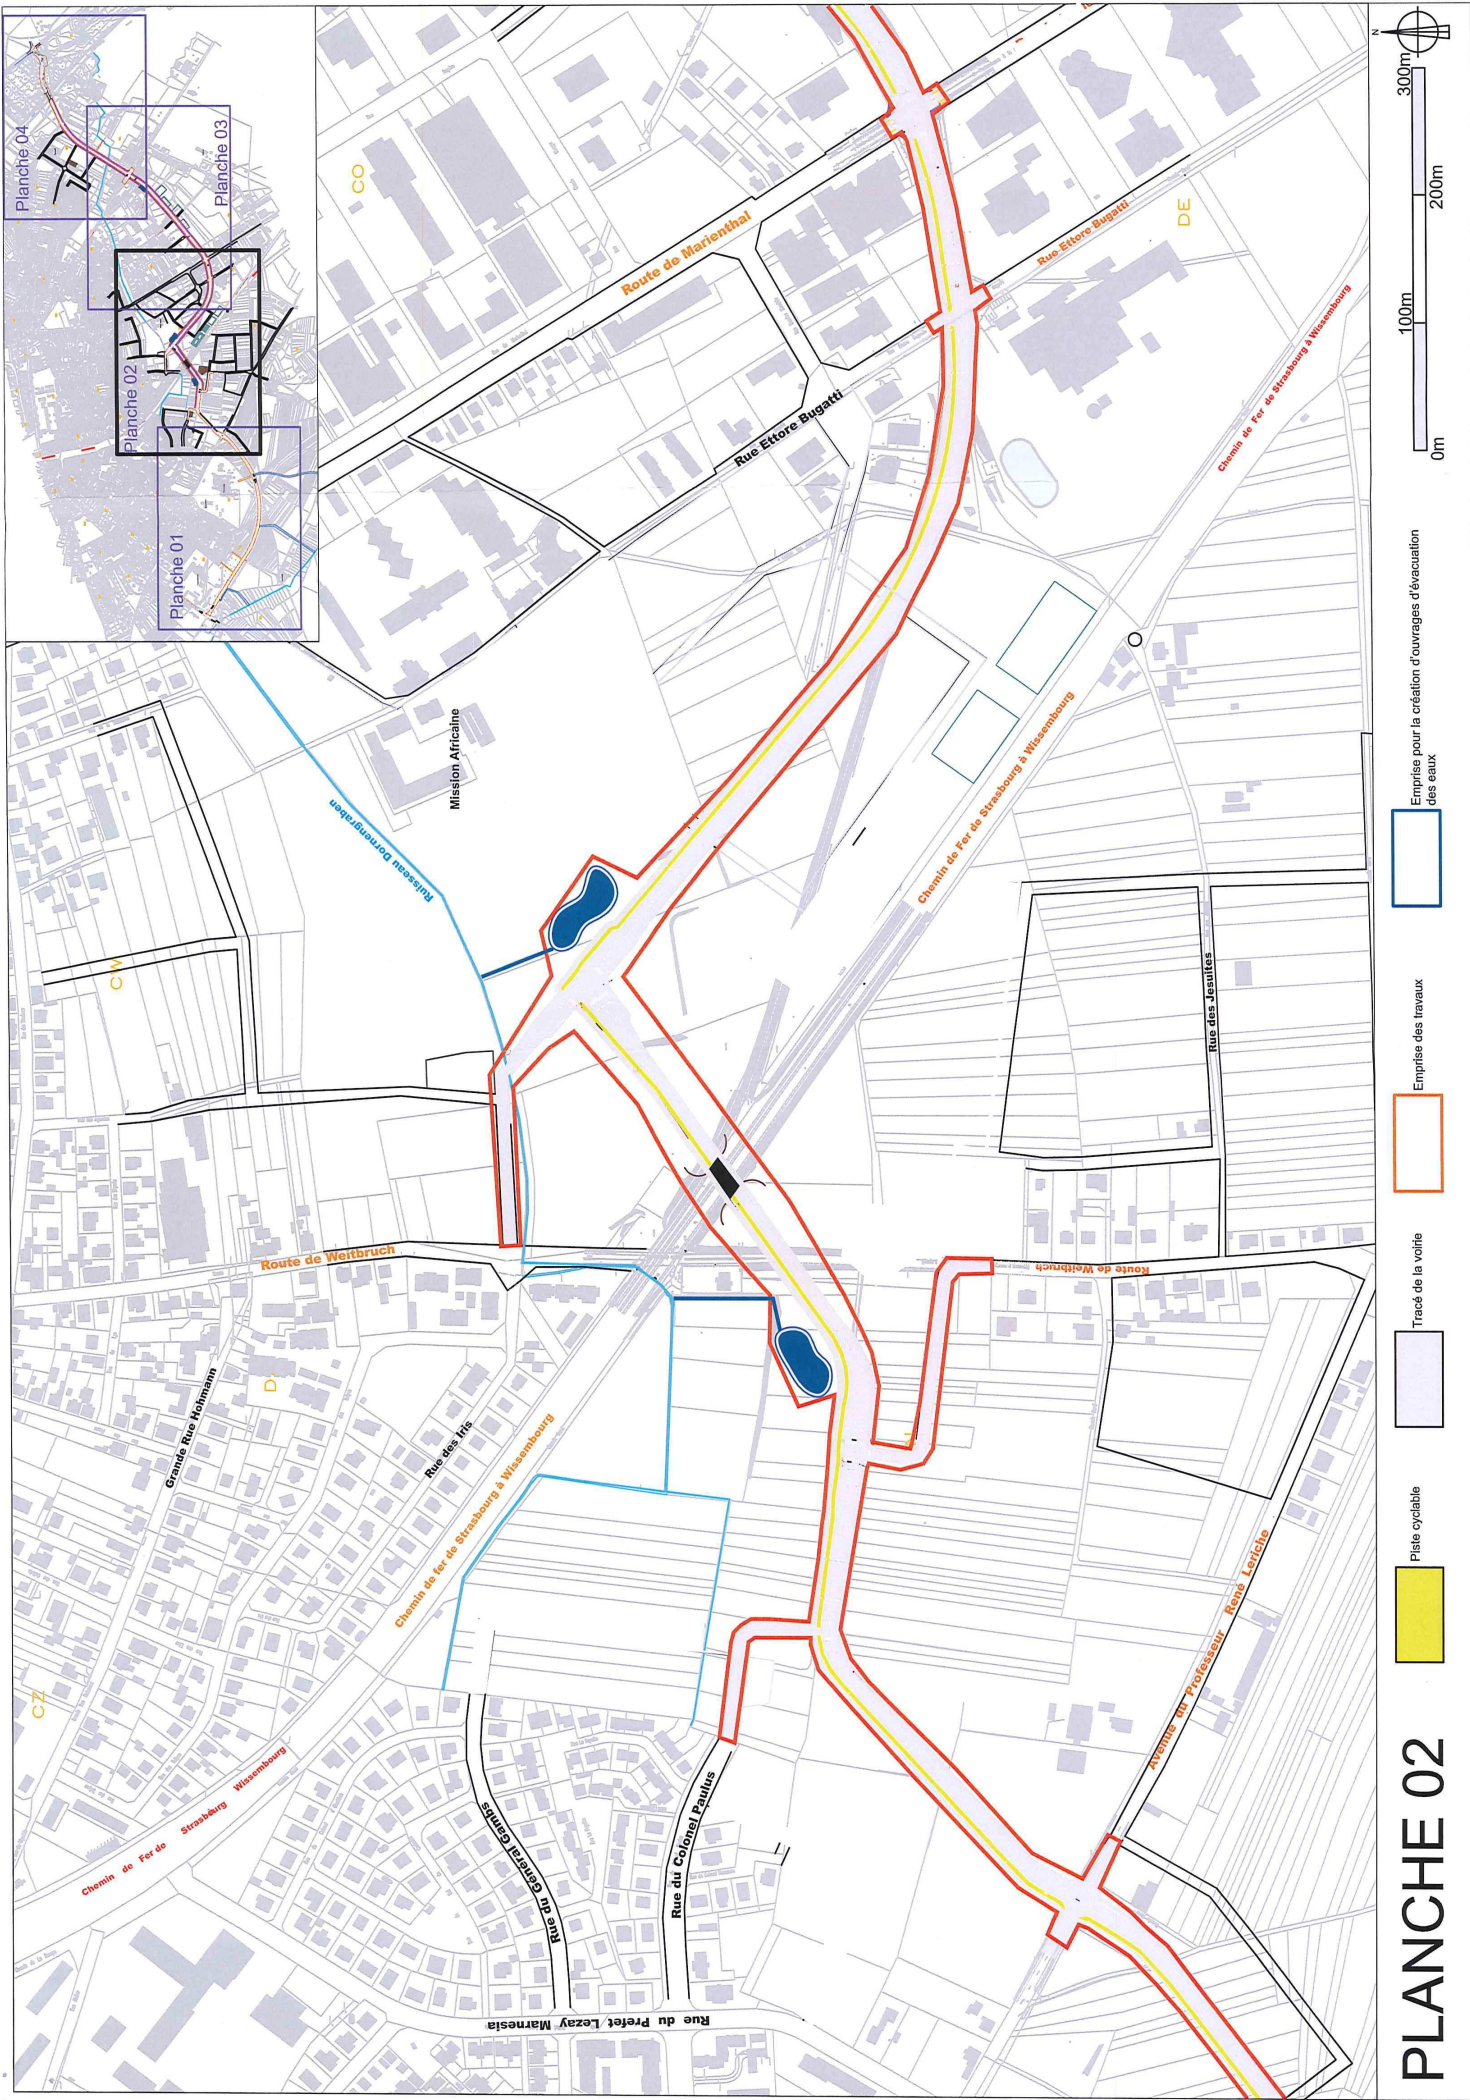 Planche 04
Planche 03
Planche 02
Planche 01
CO
Route de Marienthal
Rue Ettore Bugatti
DE
Rue Ettore Bugatti
Chemin de Fer de Strasbourg à Wissembourg
Mission Africaine
Ruisseau Dornengraben
Chemin de Fer de Strasbourg à Wissembourg
CW
Rue des Jesuites
Route de Weitbruch
Route de Weitbruch
Grande Rue Hohmann
D
Rue des Iris
Chemin de fer de Strasbourg à Wissembourg
CZ
Avenue du Professeur René Leriche
Chemin de Fer de Strasbourg Wissembourg
Rue du Général Gambs
Rue du Colonel Paulus
Rue du Prefet Lezay Marnesia
PLANCHE 02
Piste cyclable
Tracé de la voirie
Emprise des travaux
Emprise pour la création d'ouvrages d'évacuation
des eaux
0m
100m
200m
300m
N